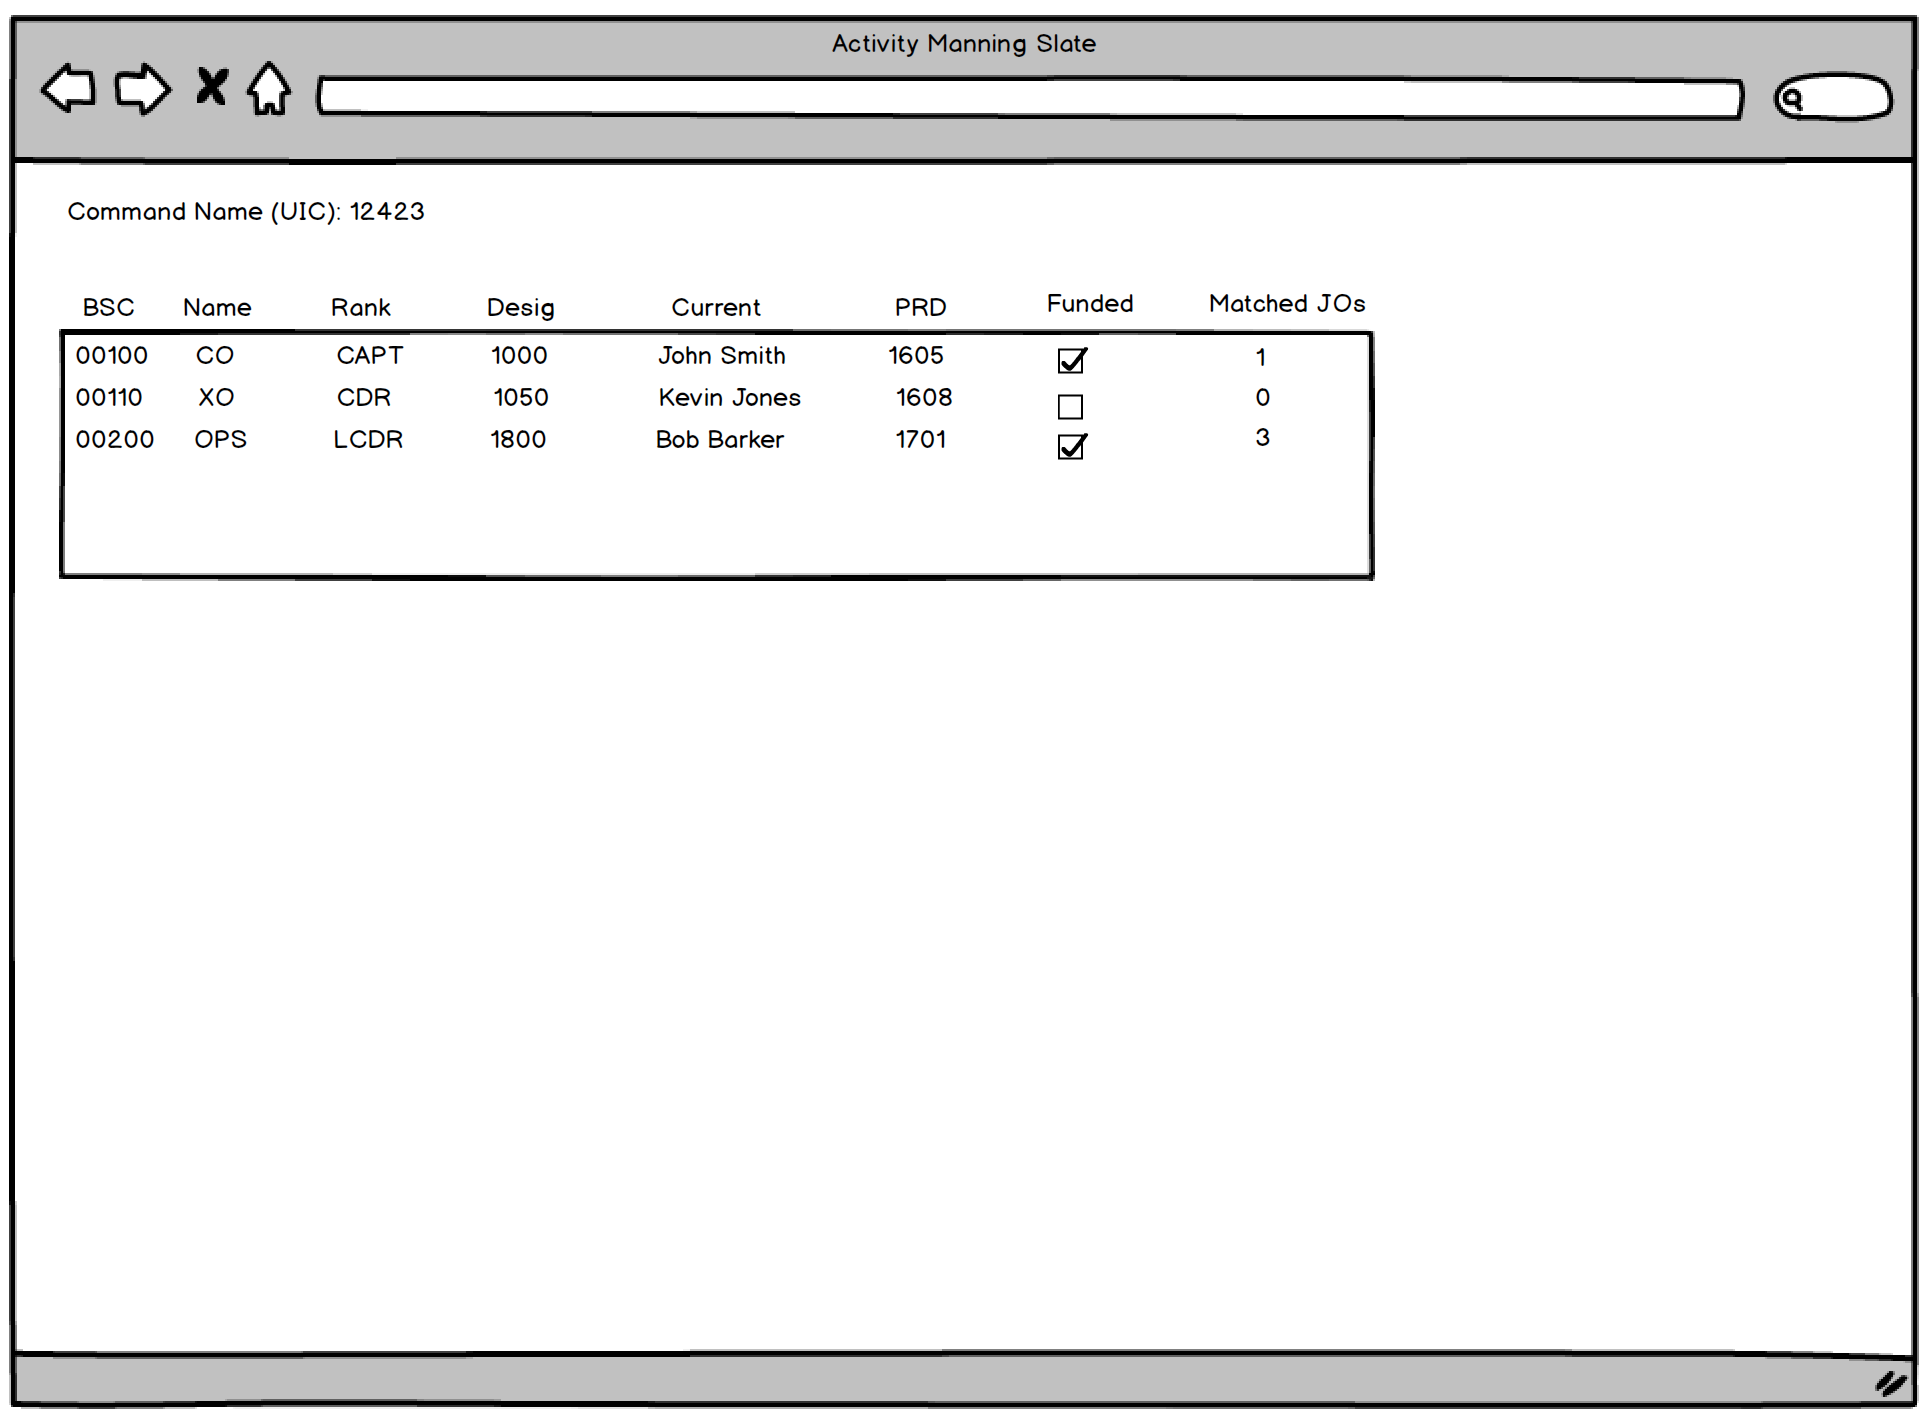 Activity Manning Slate
Command Name (UIC): 12423
BSC Name Rank Desig Current PRD Funded Matched JOs
00100 CO CAPT 1000 John Smith 1605 1
00110 XO CDR 1050 Kevin Jones 1608 0
00200 OPS LCDR 1800 Bob Barker 1701 3